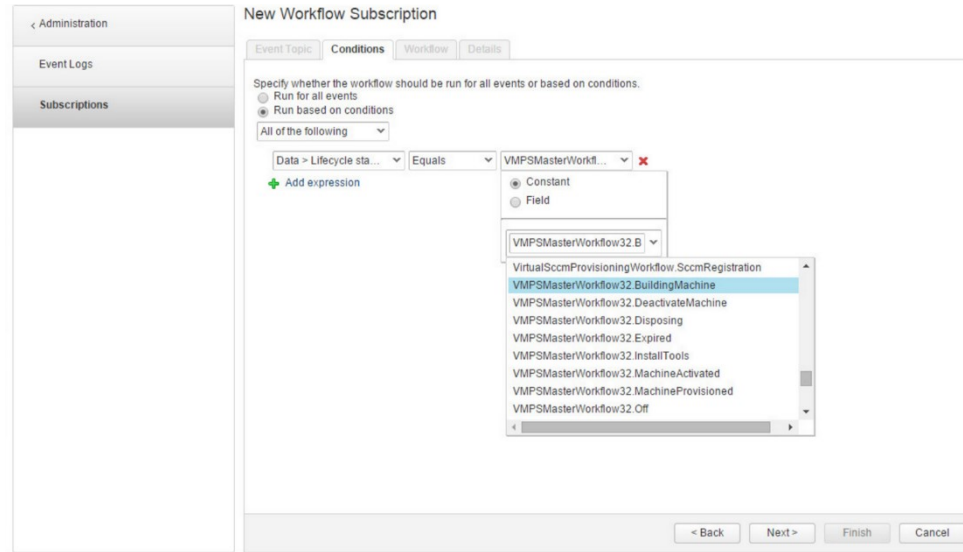 New Workflow Subscription
< Administration
Event Logs
Subscriptions
Event Topic Conditions Workflow Details
Specify whether the workflow should be run for all events or based on conditions.
Run for all events
Run based on conditions
All of the following
Data > Lifecycle sta... Equals VMPSMasterWorkfl...
Add expression
Constant
Field
VMPSMasterWorkflow32.B
VirtualSccmProvisioningWorkflow.SccmRegistration
VMPSMasterWorkflow32.BuildingMachine
VMPSMasterWorkflow32.DeactivateMachine
VMPSMasterWorkflow32.Disposing
VMPSMasterWorkflow32.Expired
VMPSMasterWorkflow32.InstallTools
VMPSMasterWorkflow32.MachineActivated
VMPSMasterWorkflow32.MachineProvisioned
VMPSMasterWorkflow32.Off
< Back Next > Finish Cancel